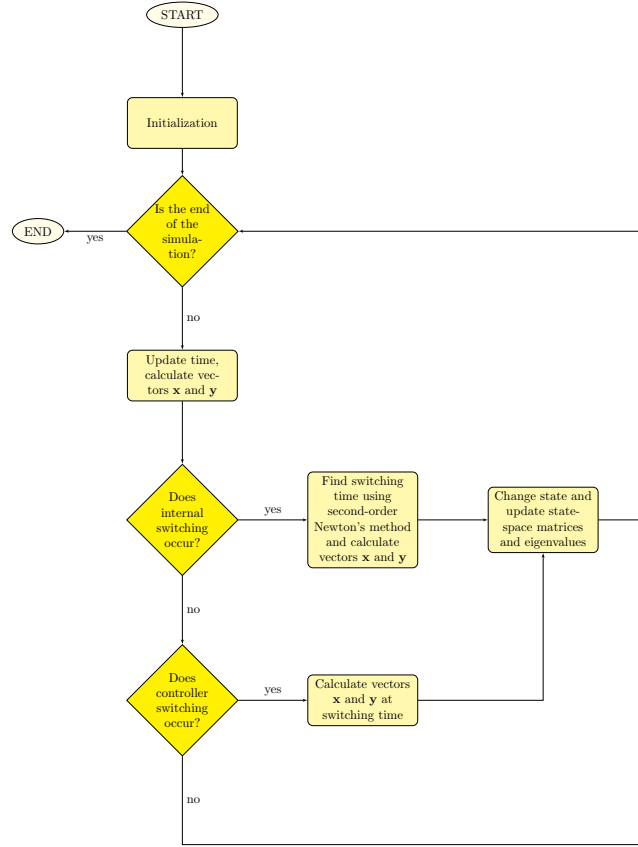 START
Initialization
Is the end
of the
simula-
tion?
yes
END
no
Update time,
calculate vec-
tors x and y
Does
internal
switching
occur?
yes
Find switching
time using
second-order
Newton's method
and calculate
vectors x and y
Change state and
update state-
space matrices
and eigenvalues
no
Does
controller
switching
occur?
yes
Calculate vectors
x and y at
switching time
no